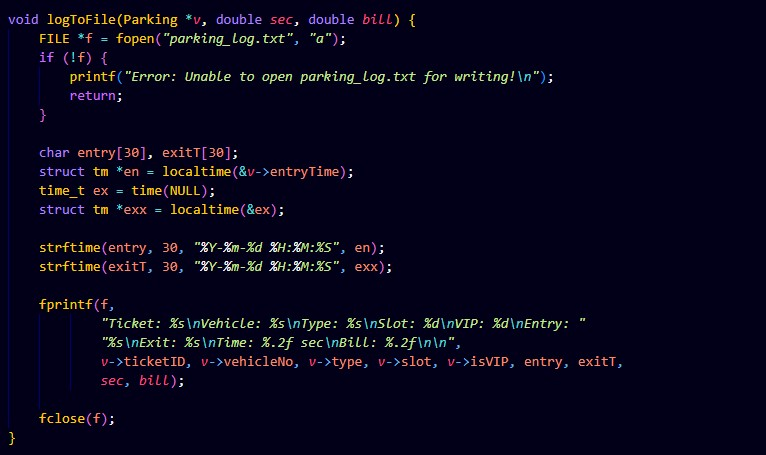 void logToFile(Parking *v, double sec, double bill) {
    FILE *f = fopen("parking_log.txt", "a");
    if (!f) {
        printf("Error: Unable to open parking_log.txt for writing!\n");
        return;
    }

    char entry[30], exitT[30];
    struct tm *en = localtime(&v->entryTime);
    time_t ex = time(NULL);
    struct tm *exx = localtime(&ex);

    strftime(entry, 30, "%Y-%m-%d %H:%M:%S", en);
    strftime(exitT, 30, "%Y-%m-%d %H:%M:%S", exx);

    fprintf(f,
            "Ticket: %s\nVehicle: %s\nType: %s\nSlot: %d\nVIP: %d\nEntry: "
            "%s\nExit: %s\nTime: %.2f sec\nBill: %.2f\n\n",
            v->ticketID, v->vehicleNo, v->type, v->slot, v->isVIP, entry, exitT,
            sec, bill);

    fclose(f);
}